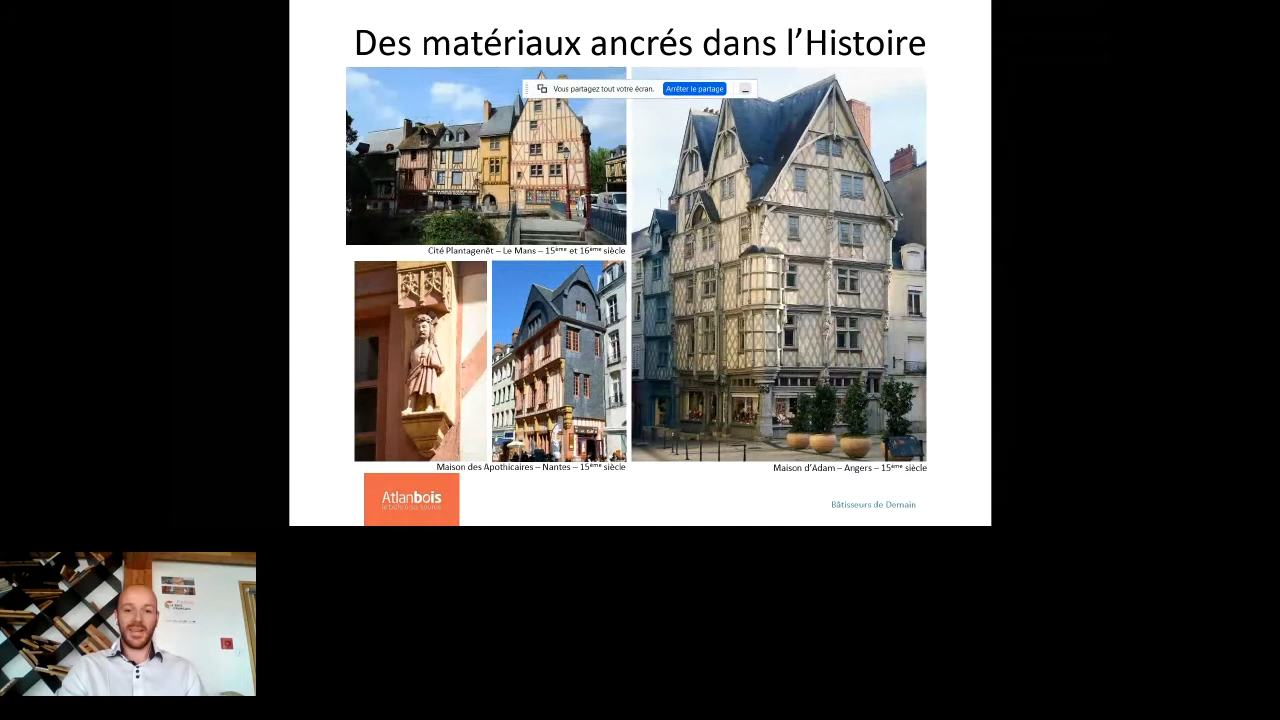 Des matériaux ancrés dans l’Histoire
Vous partagez tout votre écran. Arrêter le partage
Cité Plantagenêt – Le Mans – 15ème et 16ème siècle
Maison des Apothicaires – Nantes – 15ème siècle
Maison d’Adam – Angers – 15ème siècle
Atlanbois
Bâtisseurs de Demain